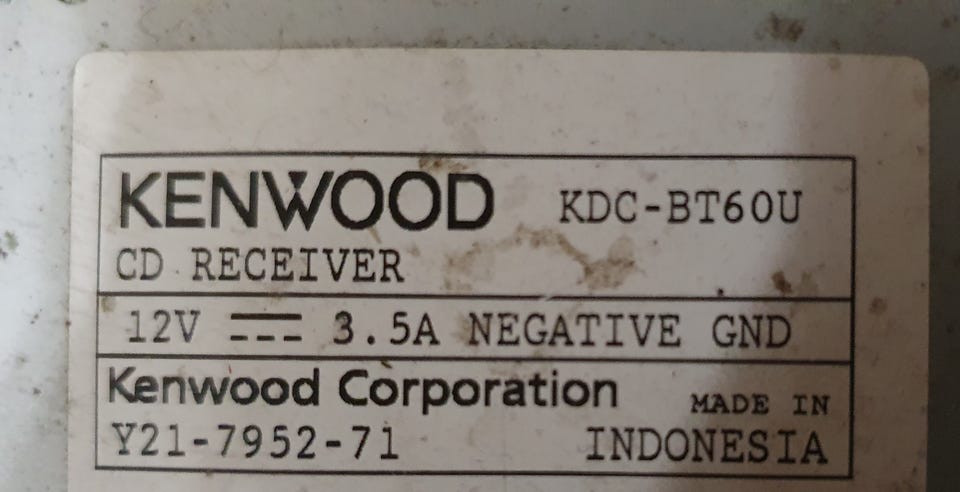 KENWOOD KDC-BT60U
CD RECEIVER
12V ⎓ 3.5A NEGATIVE GND
Kenwood Corporation MADE IN
Y21-7952-71 INDONESIA